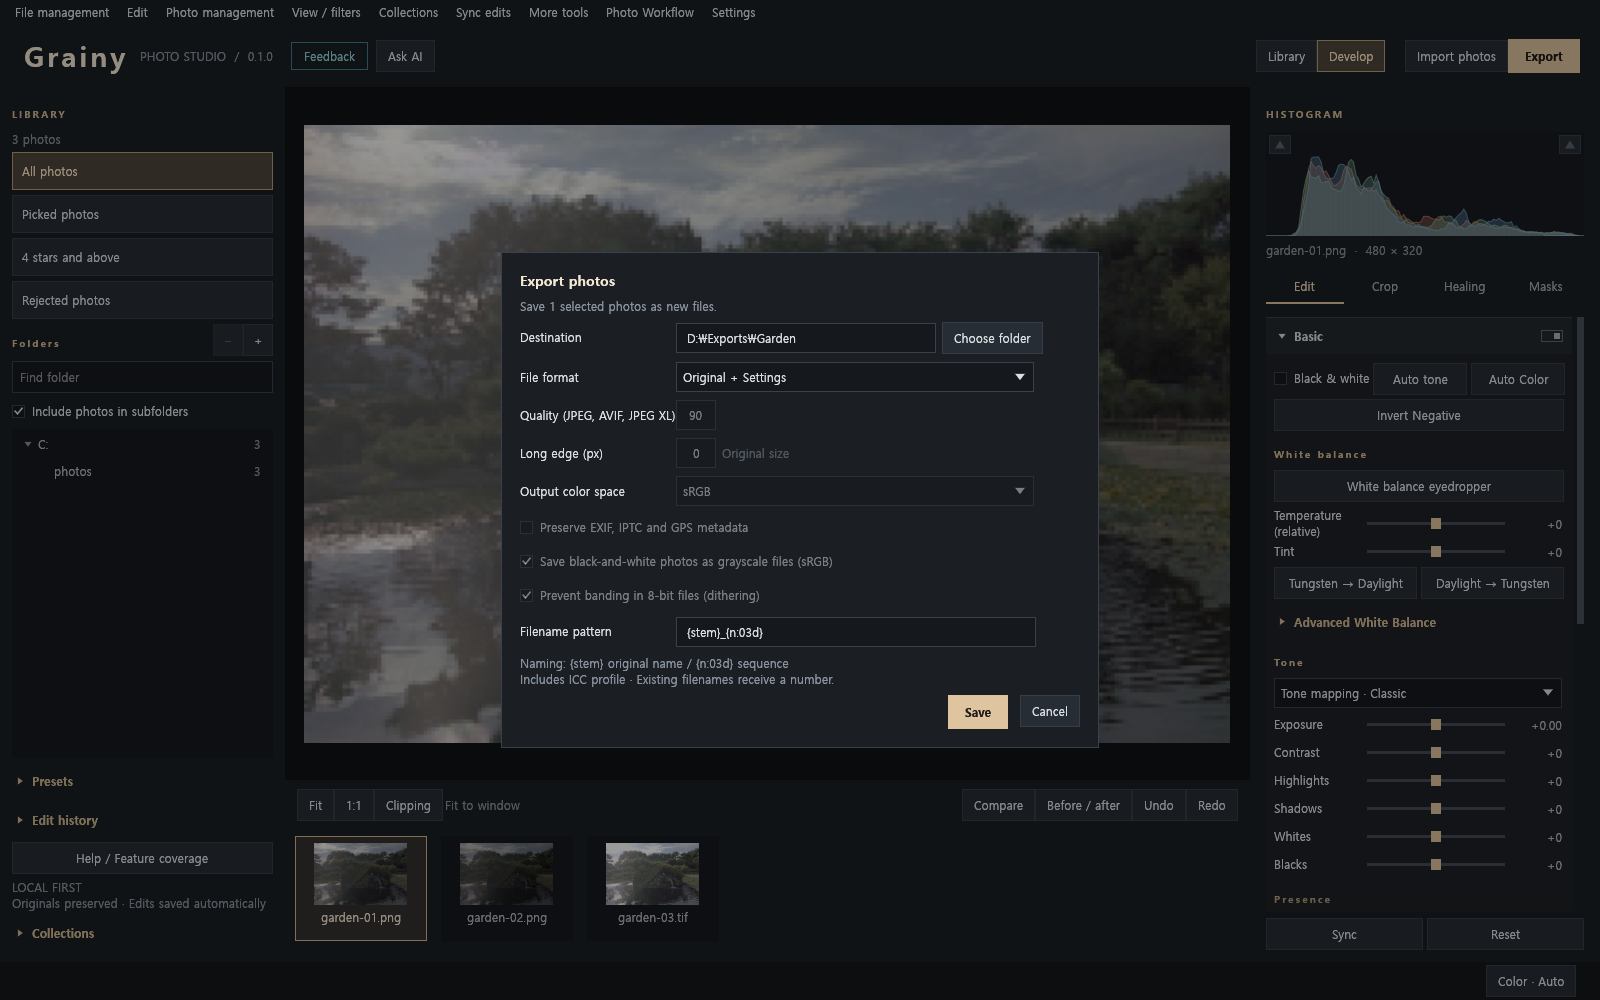 File management Edit Photo management View / filters Collections Sync edits More tools Photo Workflow Settings
Grainy PHOTO STUDIO / 0.1.0 Feedback Ask AI Library Develop Import photos Export
LIBRARY
3 photos
All photos
Picked photos
4 stars and above
Rejected photos
Folders − +
Find folder
Include photos in subfolders
C: 3
photos 3
Presets
Edit history
Help / Feature coverage
LOCAL FIRST
Originals preserved · Edits saved automatically
Collections
Export photos
Save 1 selected photos as new files.
Destination D:₩Exports₩Garden Choose folder
File format Original + Settings
Quality (JPEG, AVIF, JPEG XL) 90
Long edge (px) 0 Original size
Output color space sRGB
Preserve EXIF, IPTC and GPS metadata
Save black-and-white photos as grayscale files (sRGB)
Prevent banding in 8-bit files (dithering)
Filename pattern {stem}_{n:03d}
Naming: {stem} original name / {n:03d} sequence
Includes ICC profile · Existing filenames receive a number.
Save Cancel
Fit 1:1 Clipping Fit to window Compare Before / after Undo Redo
garden-01.png garden-02.png garden-03.tif
HISTOGRAM
garden-01.png · 480 × 320
Edit Crop Healing Masks
Basic
Black & white Auto tone Auto Color
Invert Negative
White balance
White balance eyedropper
Temperature
(relative) +0
Tint +0
Tungsten → Daylight Daylight → Tungsten
Advanced White Balance
Tone
Tone mapping · Classic
Exposure +0.00
Contrast +0
Highlights +0
Shadows +0
Whites +0
Blacks +0
Presence
Sync Reset
Color · Auto